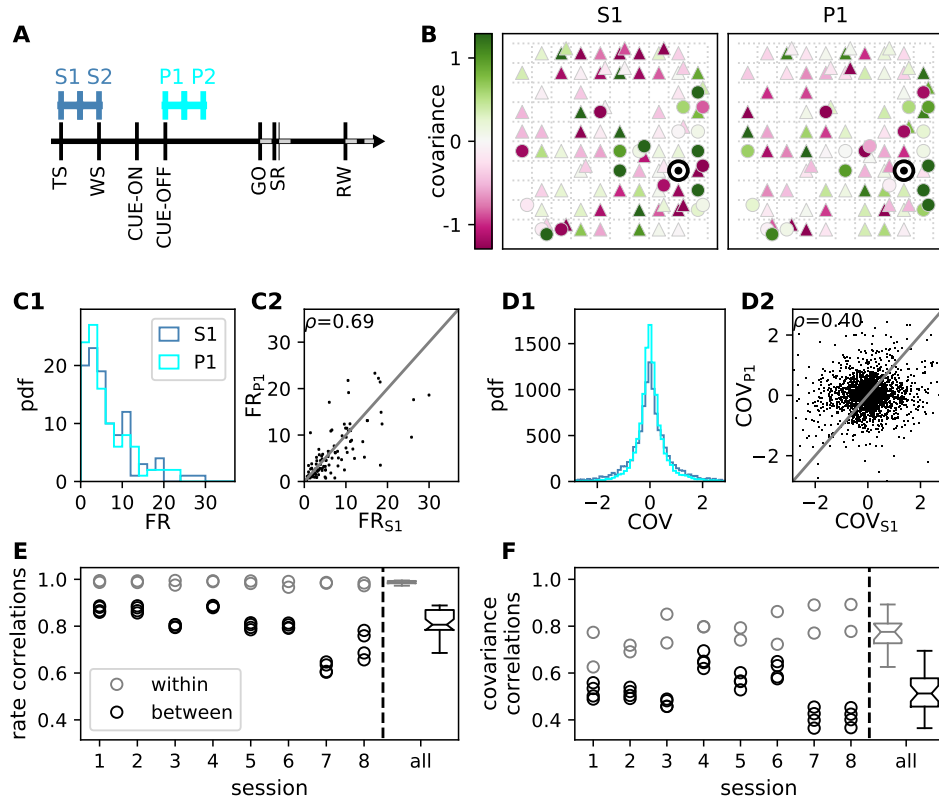 A
S1 S2 P1 P2
TS
WS
CUE-ON
CUE-OFF
GO
SR
RW
B
S1
P1
covariance
1
0
-1
C1
pdf
20
10
0
0 10 20 30
FR
S1
P1
C2
ρ=0.69
FR_P1
30
20
10
0
0 10 20 30
FR_S1
D1
pdf
1500
1000
500
0
−2 0 2
COV
D2
ρ=0.40
COV_P1
2
0
−2
−2 0 2
COV_S1
E
rate correlations
1.0
0.8
0.6
0.4
within
between
1 2 3 4 5 6 7 8 all
session
F
covariance
correlations
1.0
0.8
0.6
0.4
1 2 3 4 5 6 7 8 all
session